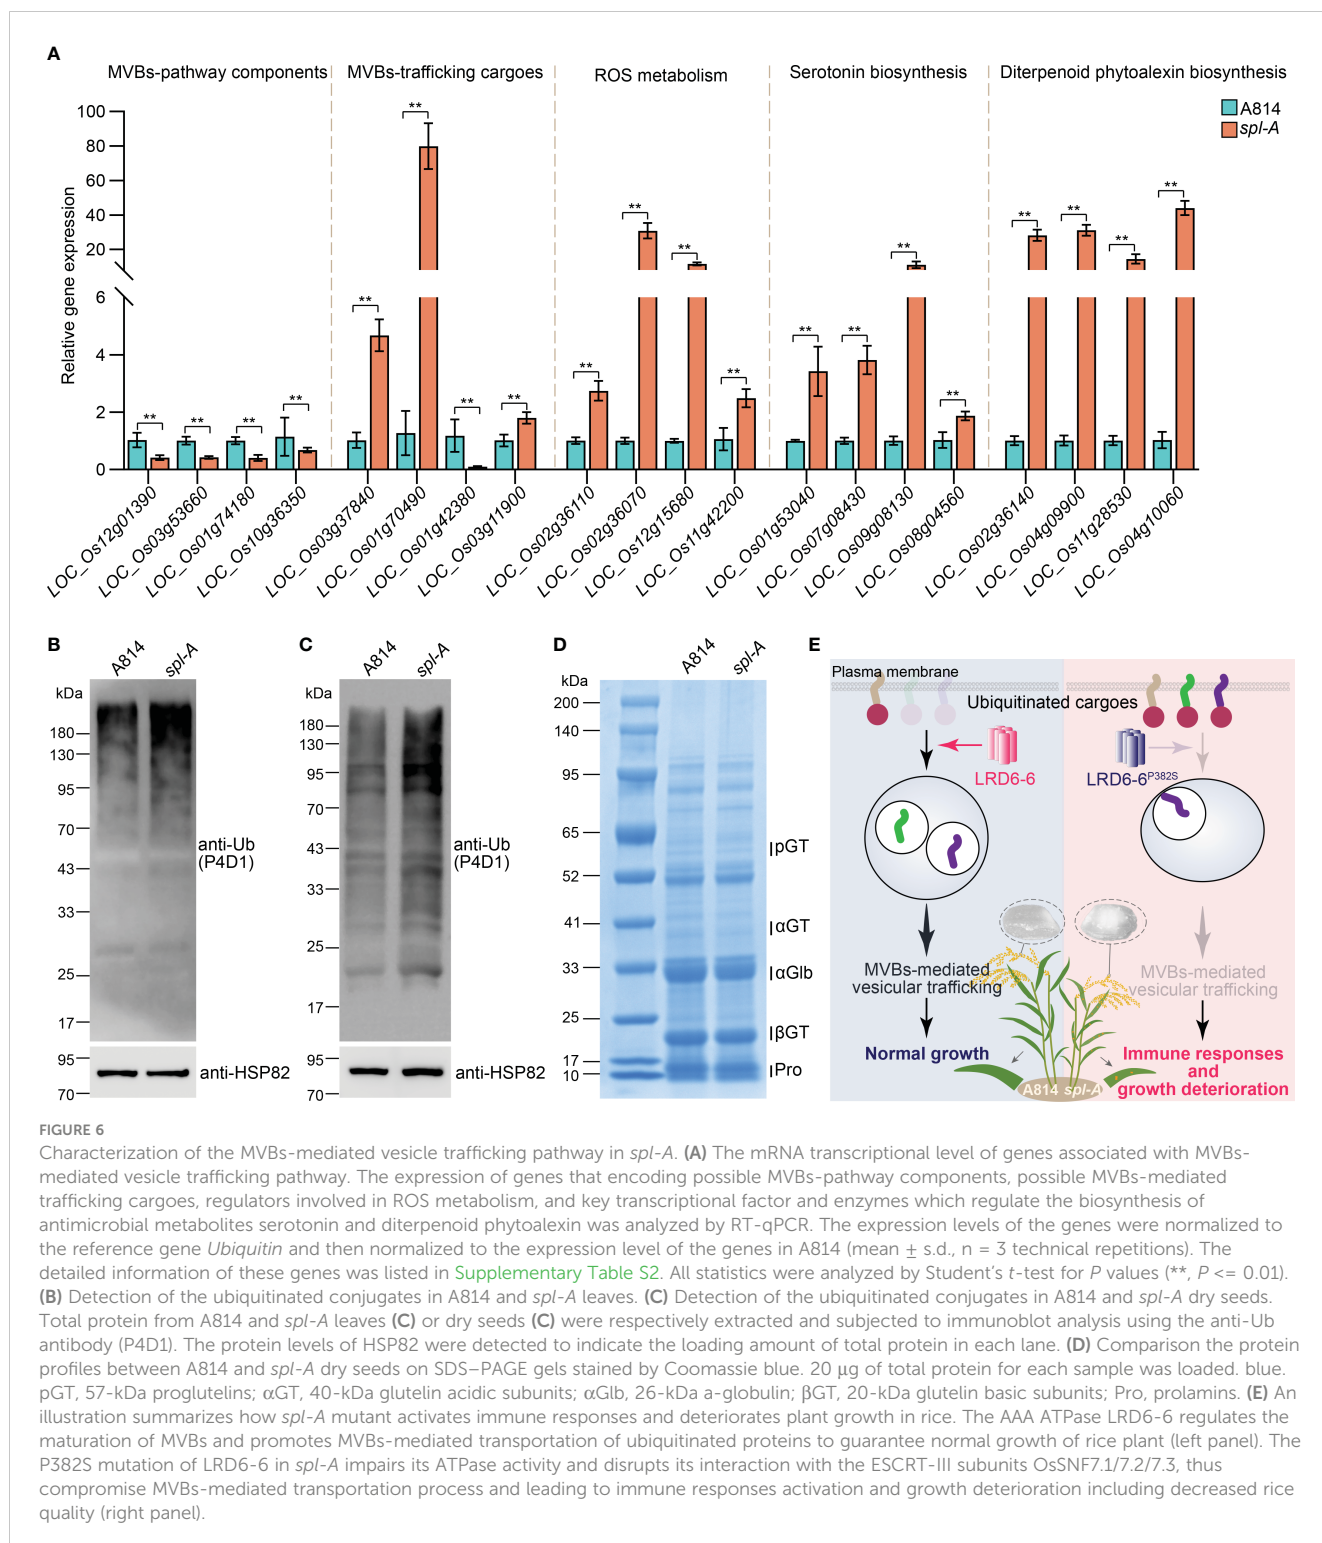 A
MVBs-pathway components
MVBs-trafficking cargoes
ROS metabolism
Serotonin biosynthesis
Diterpenoid phytoalexin biosynthesis
A814
spl-A
Relative gene expression
100
80
60
40
20
6
4
2
0
** ** ** ** ** ** ** ** ** ** ** ** ** ** ** ** ** ** ** **
LOC_Os12g01390
LOC_Os03g53660
LOC_Os01g74180
LOC_Os10g36350
LOC_Os03g37840
LOC_Os01g70490
LOC_Os01g42380
LOC_Os03g11900
LOC_Os02g36110
LOC_Os02g36070
LOC_Os12g15680
LOC_Os11g42200
LOC_Os01g53040
LOC_Os07g08430
LOC_Os09g08130
LOC_Os08g04560
LOC_Os02g36140
LOC_Os04g09900
LOC_Os11g28530
LOC_Os04g10060
B
A814
spl-A
kDa
180
130
95
70
43
33
25
17
anti-Ub
(P4D1)
95
70
anti-HSP82
C
A814
spl-A
kDa
180
130
95
70
43
33
25
17
anti-Ub
(P4D1)
95
70
anti-HSP82
D
A814
spl-A
kDa
200
140
95
65
52
41
33
25
17
10
pGT
αGT
αGlb
βGT
Pro
E
Plasma membrane
Ubiquitinated cargoes
LRD6-6
LRD6-6P382S
MVBs-mediated
vesicular trafficking
MVBs-mediated
vesicular trafficking
Normal growth
Immune responses
and
growth deterioration
A814 spl-A
FIGURE 6
Characterization of the MVBs-mediated vesicle trafficking pathway in spl-A. (A) The mRNA transcriptional level of genes associated with MVBs-
mediated vesicle trafficking pathway. The expression of genes that encoding possible MVBs-pathway components, possible MVBs-mediated
trafficking cargoes, regulators involved in ROS metabolism, and key transcriptional factor and enzymes which regulate the biosynthesis of
antimicrobial metabolites serotonin and diterpenoid phytoalexin was analyzed by RT-qPCR. The expression levels of the genes were normalized to
the reference gene Ubiquitin and then normalized to the expression level of the genes in A814 (mean ± s.d., n = 3 technical repetitions). The
detailed information of these genes was listed in Supplementary Table S2. All statistics were analyzed by Student's t-test for P values (**, P <= 0.01).
(B) Detection of the ubiquitinated conjugates in A814 and spl-A leaves. (C) Detection of the ubiquitinated conjugates in A814 and spl-A dry seeds.
Total protein from A814 and spl-A leaves (C) or dry seeds (C) were respectively extracted and subjected to immunoblot analysis using the anti-Ub
antibody (P4D1). The protein levels of HSP82 were detected to indicate the loading amount of total protein in each lane. (D) Comparison the protein
profiles between A814 and spl-A dry seeds on SDS–PAGE gels stained by Coomassie blue. 20 μg of total protein for each sample was loaded. blue.
pGT, 57-kDa proglutelins; αGT, 40-kDa glutelin acidic subunits; αGlb, 26-kDa a-globulin; βGT, 20-kDa glutelin basic subunits; Pro, prolamins. (E) An
illustration summarizes how spl-A mutant activates immune responses and deteriorates plant growth in rice. The AAA ATPase LRD6-6 regulates the
maturation of MVBs and promotes MVBs-mediated transportation of ubiquitinated proteins to guarantee normal growth of rice plant (left panel). The
P382S mutation of LRD6-6 in spl-A impairs its ATPase activity and disrupts its interaction with the ESCRT-III subunits OsSNF7.1/7.2/7.3, thus
compromise MVBs-mediated transportation process and leading to immune responses activation and growth deterioration including decreased rice
quality (right panel).